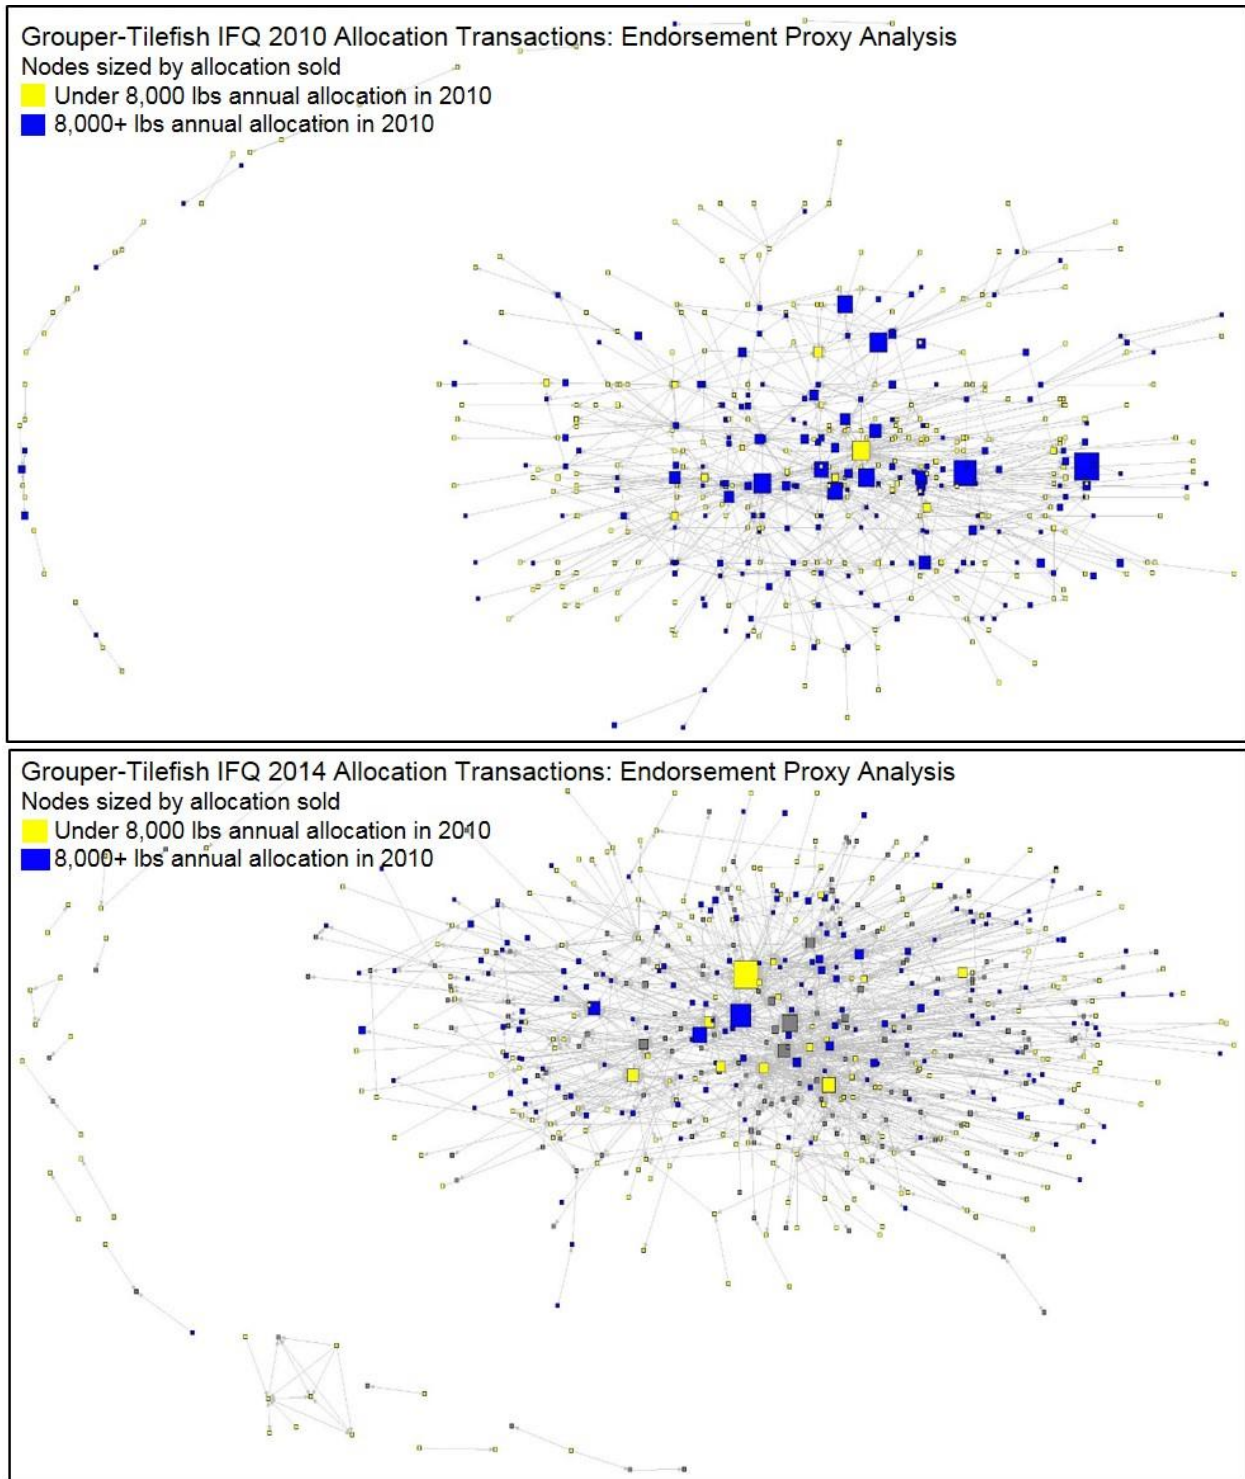 Grouper-Tilefish IFQ 2010 Allocation Transactions: Endorsement Proxy Analysis
Nodes sized by allocation sold
Under 8,000 lbs annual allocation in 2010
8,000+ lbs annual allocation in 2010
Grouper-Tilefish IFQ 2014 Allocation Transactions: Endorsement Proxy Analysis
Nodes sized by allocation sold
Under 8,000 lbs annual allocation in 2010
8,000+ lbs annual allocation in 2010